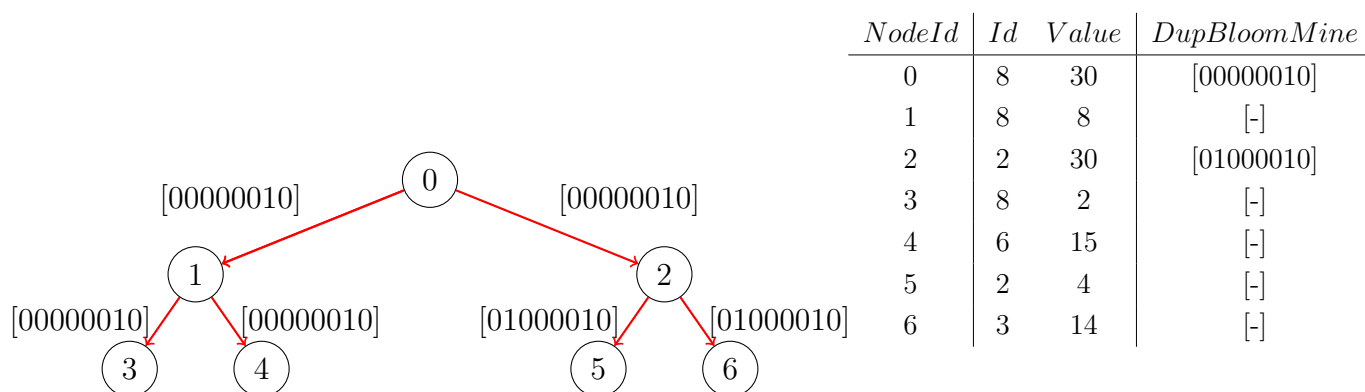 NodeId Id Value DupBloomMine
0 8 30 [00000010]
1 8 8 [-]
2 2 30 [01000010]
3 8 2 [-]
4 6 15 [-]
5 2 4 [-]
6 3 14 [-]
0
[00000010] [00000010]
1 2
[00000010] [00000010] [01000010] [01000010]
3 4 5 6